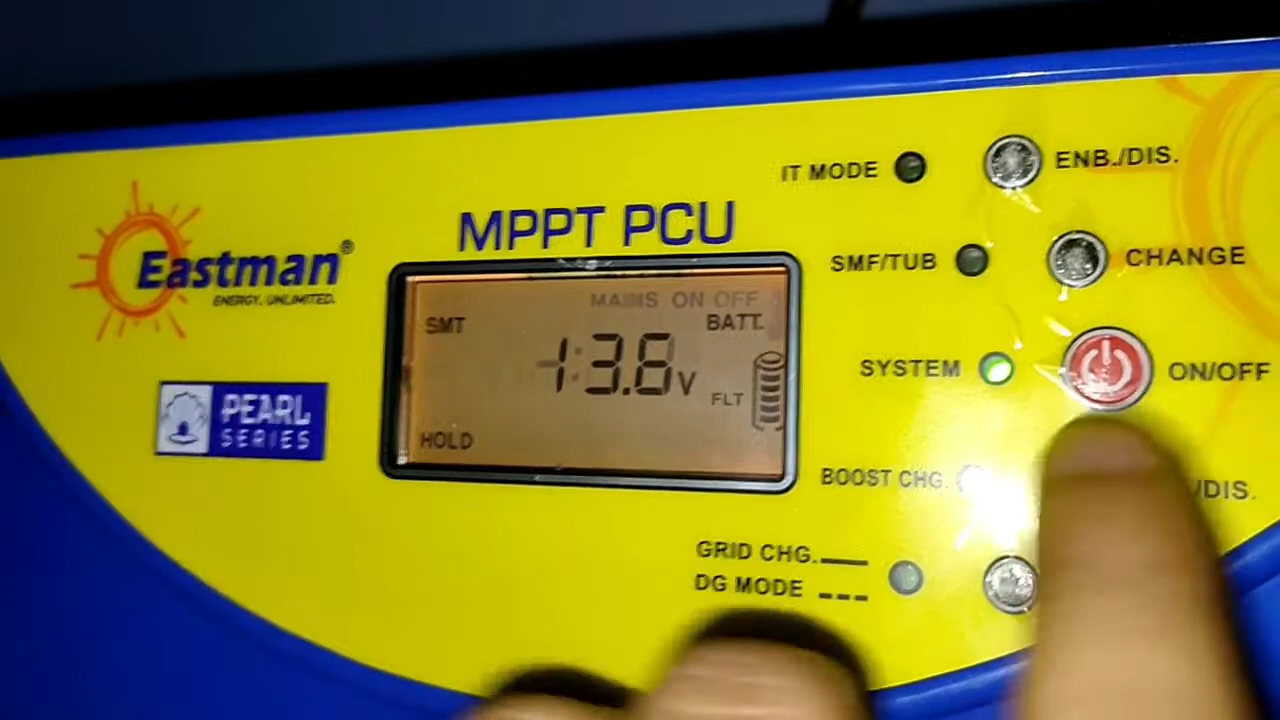 IT MODE
ENB./DIS.
Eastman®
ENERGY. UNLIMITED.
MPPT PCU
SMF/TUB
CHANGE
MAINS ON OFF
SMT
BATT.
13.8 V
FLT
HOLD
SYSTEM
ON/OFF
PEARL
SERIES
BOOST CHG.
/DIS.
GRID CHG.
DG MODE